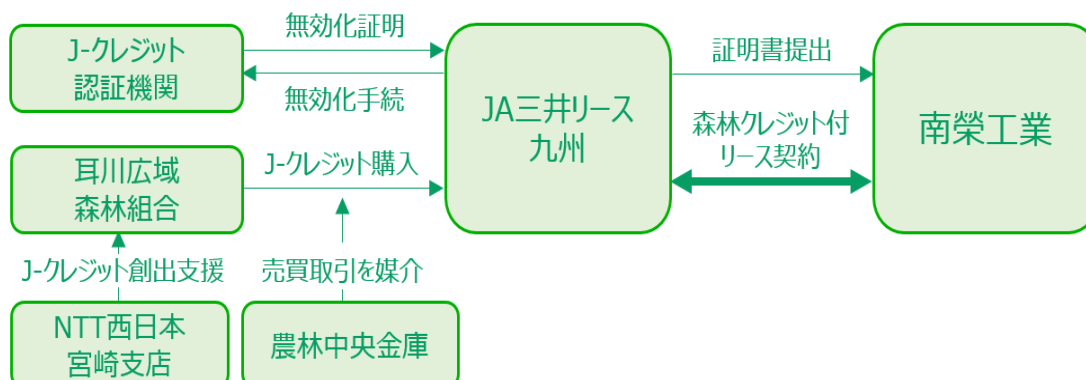 J-クレジット
認証機関
無効化証明
無効化手続
JA三井リース
九州
証明書提出
森林クレジット付
リース契約
南榮工業
耳川広域
森林組合
J-クレジット購入
J-クレジット創出支援
売買取引を媒介
NTT西日本
宮崎支店
農林中央金庫